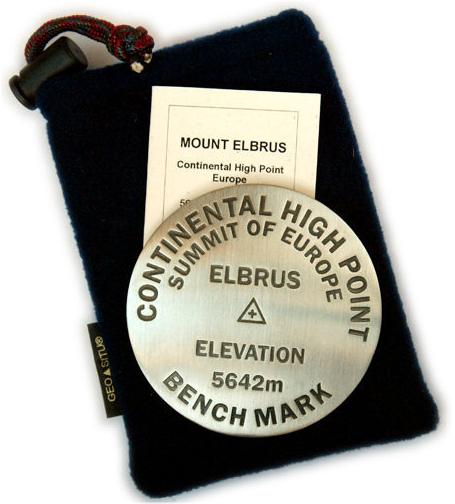 MOUNT ELBRUS
Continental High Point
Europe
CONTINENTAL HIGH POINT
SUMMIT OF EUROPE
ELBRUS
ELEVATION
5642m
BENCH MARK
GEO▲SITU®